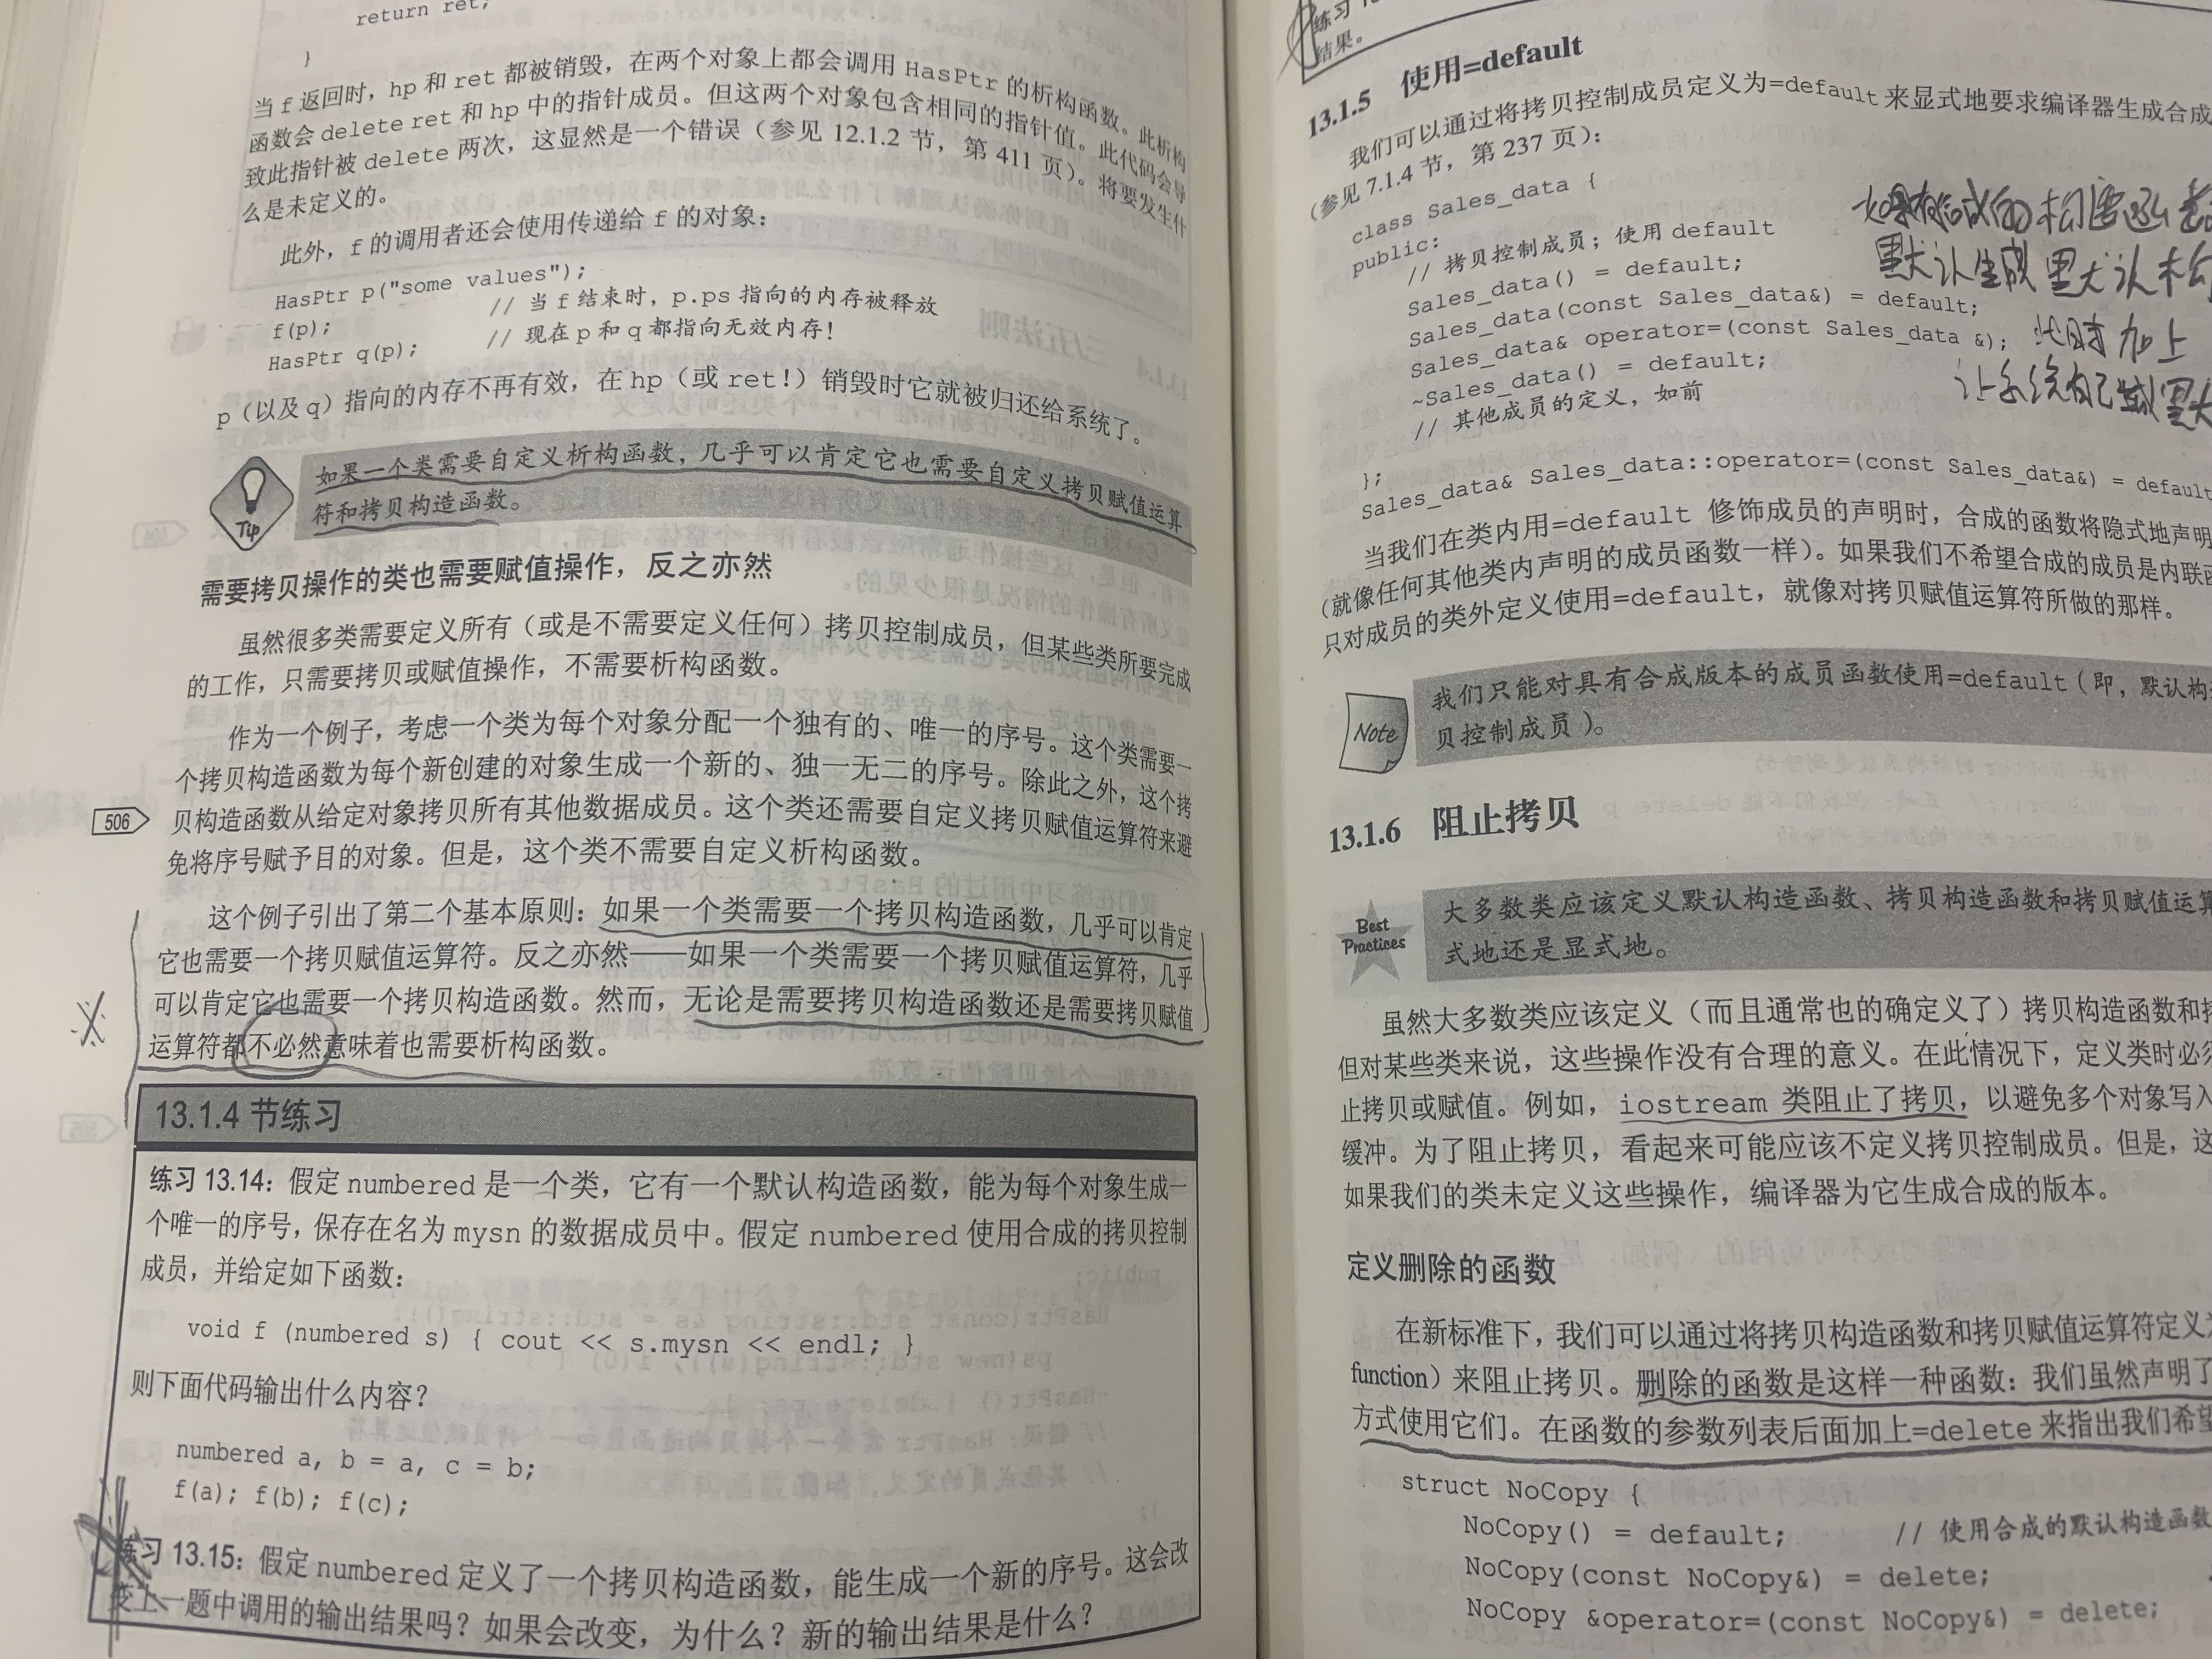 return ret;
}
当 f 返回时，hp 和 ret 都被销毁，在两个对象上都会调用 HasPtr 的析构函数。此析构
函数会 delete ret 和 hp 中的指针成员。但这两个对象包含相同的指针值。此代码会导
致此指针被 delete 两次，这显然是一个错误（参见 12.1.2 节，第 411 页）。将要发生什
么是未定义的。
此外，f 的调用者还会使用传递给 f 的对象：
HasPtr p("some values");
f(p); // 当 f 结束时，p.ps 指向的内存被释放
HasPtr q(p); // 现在 p 和 q 都指向无效内存！
p（以及 q）指向的内存不再有效，在 hp（或 ret！）销毁时它就被归还给系统了。
Tip
如果一个类需要自定义析构函数，几乎可以肯定它也需要自定义拷贝赋值运算
符和拷贝构造函数。
需要拷贝操作的类也需要赋值操作，反之亦然
虽然很多类需要定义所有（或是不需要定义任何）拷贝控制成员，但某些类所要完成
的工作，只需要拷贝或赋值操作，不需要析构函数。
作为一个例子，考虑一个类为每个对象分配一个独有的、唯一的序号。这个类需要一
个拷贝构造函数为每个新创建的对象生成一个新的、独一无二的序号。除此之外，这个拷
506
贝构造函数从给定对象拷贝所有其他数据成员。这个类还需要自定义拷贝赋值运算符来避
免将序号赋予目的对象。但是，这个类不需要自定义析构函数。
这个例子引出了第二个基本原则：如果一个类需要一个拷贝构造函数，几乎可以肯定
它也需要一个拷贝赋值运算符。反之亦然——如果一个类需要一个拷贝赋值运算符，几乎
可以肯定它也需要一个拷贝构造函数。然而，无论是需要拷贝构造函数还是需要拷贝赋值
运算符都不必然意味着也需要析构函数。
13.1.4 节练习
练习 13.14：假定 numbered 是一个类，它有一个默认构造函数，能为每个对象生成一
个唯一的序号，保存在名为 mysn 的数据成员中。假定 numbered 使用合成的拷贝控制
成员，并给定如下函数：
void f (numbered s) { cout << s.mysn << endl; }
则下面代码输出什么内容？
numbered a, b = a, c = b;
f(a); f(b); f(c);
练习 13.15：假定 numbered 定义了一个拷贝构造函数，能生成一个新的序号。这会改
变上一题中调用的输出结果吗？如果会改变，为什么？新的输出结果是什么？
练习
结果。
13.1.5 使用=default
我们可以通过将拷贝控制成员定义为=default 来显式地要求编译器生成合成
（参见 7.1.4 节，第 237 页）：
class Sales_data {
public:
// 拷贝控制成员；使用 default
Sales_data() = default;
Sales_data(const Sales_data&) = default;
Sales_data& operator=(const Sales_data &);
~Sales_data() = default;
// 其他成员的定义，如前
};
Sales_data& Sales_data::operator=(const Sales_data&) = default
如果有合成的构造函
默认生成默认构
此时加上
让系统自己
当我们在类内用=default 修饰成员的声明时，合成的函数将隐式地声明
（就像任何其他类内声明的成员函数一样）。如果我们不希望合成的成员是内联函
只对成员的类外定义使用=default，就像对拷贝赋值运算符所做的那样。
Note
我们只能对具有合成版本的成员函数使用=default（即，默认构
贝控制成员）。
13.1.6 阻止拷贝
Best
Practices
大多数类应该定义默认构造函数、拷贝构造函数和拷贝赋值运算
式地还是显式地。
虽然大多数类应该定义（而且通常也的确定义了）拷贝构造函数和拷
但对某些类来说，这些操作没有合理的意义。在此情况下，定义类时必须
止拷贝或赋值。例如，iostream 类阻止了拷贝，以避免多个对象写入
缓冲。为了阻止拷贝，看起来可能应该不定义拷贝控制成员。但是，这
如果我们的类未定义这些操作，编译器为它生成合成的版本。
定义删除的函数
在新标准下，我们可以通过将拷贝构造函数和拷贝赋值运算符定义为
function）来阻止拷贝。删除的函数是这样一种函数：我们虽然声明了
方式使用它们。在函数的参数列表后面加上=delete 来指出我们希望
struct NoCopy {
NoCopy() = default; // 使用合成的默认构造函数
NoCopy(const NoCopy&) = delete;
NoCopy &operator=(const NoCopy&) = delete;